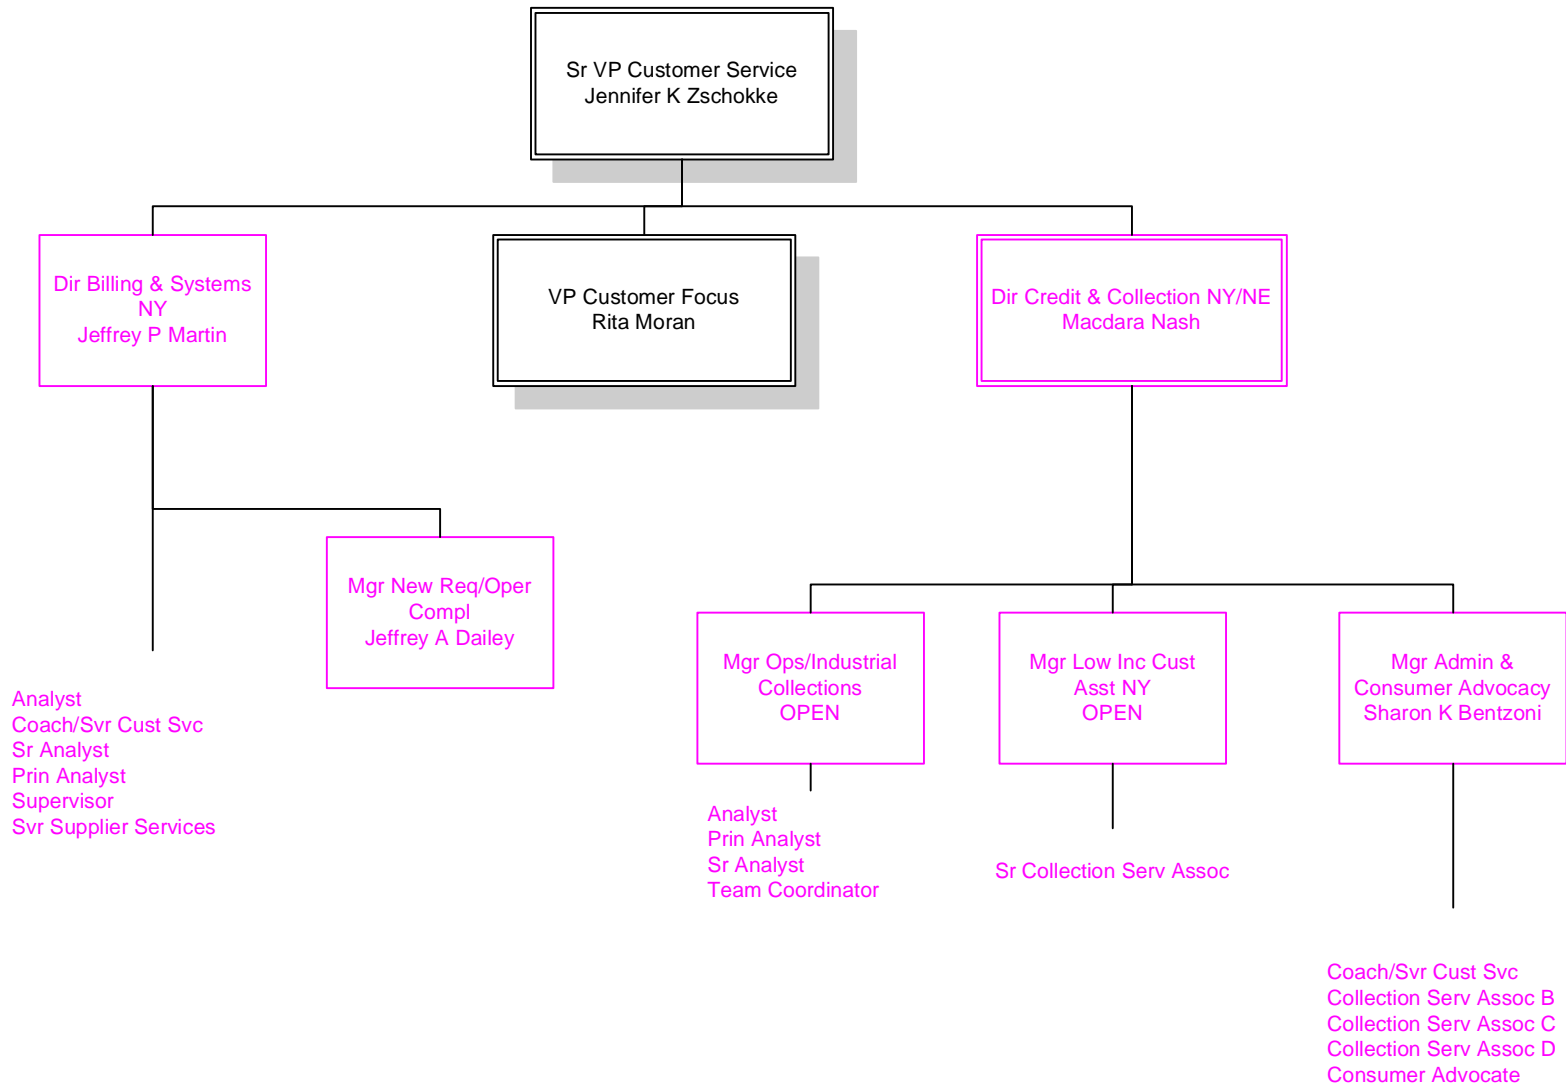 Sr VP Customer Service
Jennifer K Zschokke
Dir Billing & Systems
NY
Jeffrey P Martin
VP Customer Focus
Rita Moran
Dir Credit & Collection NY/NE
Macdara Nash
Mgr New Req/Oper
Compl
Jeffrey A Dailey
Mgr Ops/Industrial
Collections
OPEN
Mgr Low Inc Cust
Asst NY
OPEN
Mgr Admin &
Consumer Advocacy
Sharon K Bentzoni
Analyst
Coach/Svr Cust Svc
Sr Analyst
Prin Analyst
Supervisor
Svr Supplier Services
Analyst
Prin Analyst
Sr Analyst
Team Coordinator
Sr Collection Serv Assoc
Coach/Svr Cust Svc
Collection Serv Assoc B
Collection Serv Assoc C
Collection Serv Assoc D
Consumer Advocate